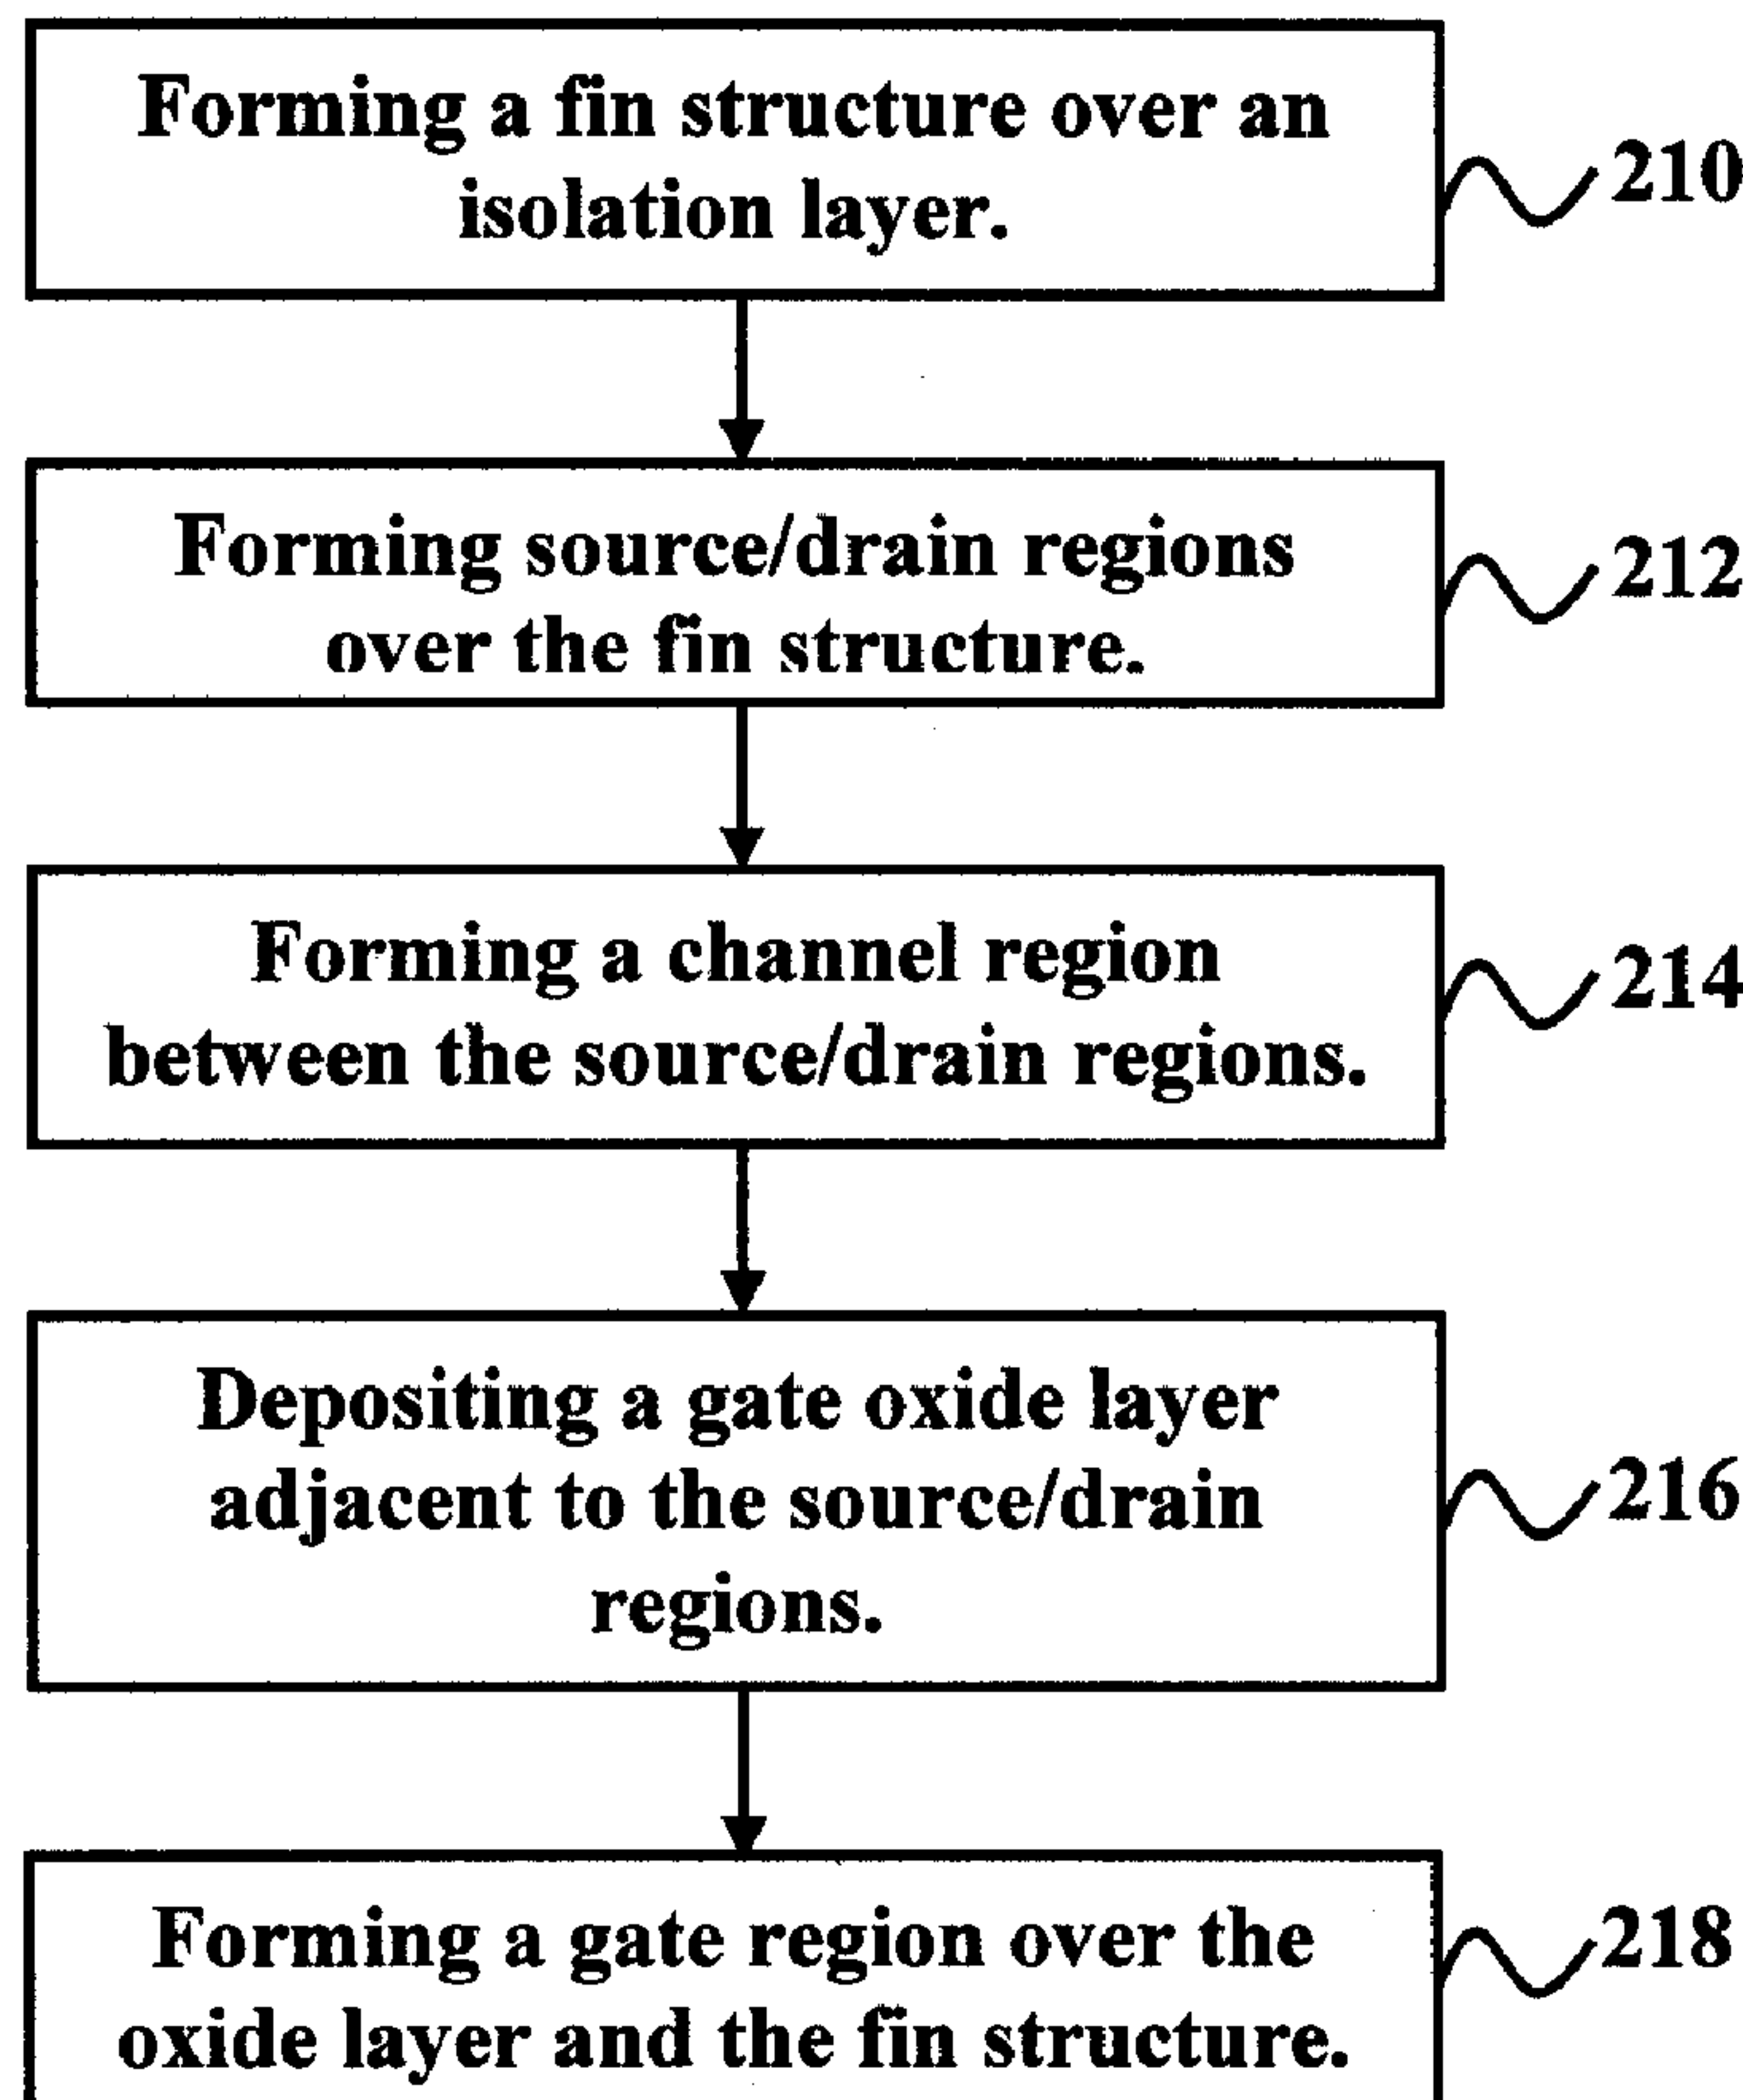 Forming a fin structure over an
isolation layer.
210
Forming source/drain regions
over the fin structure.
212
Forming a channel region
between the source/drain regions.
214
Depositing a gate oxide layer
adjacent to the source/drain
regions.
216
Forming a gate region over the
oxide layer and the fin structure.
218